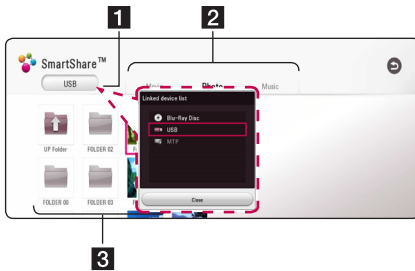 1
2
SmartShare™
USB
Photo
Music
Linked device list
Blu-Ray Disc
USB
MTP
Close
UP Folder
FOLDER 02
FOLDER 00
FOLDER 03
3